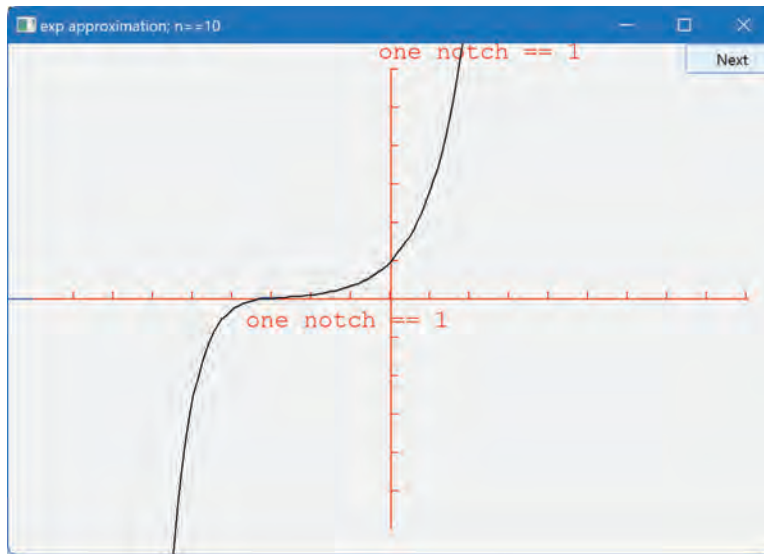 exp approximation; n==10
one notch == 1
Next
one notch == 1